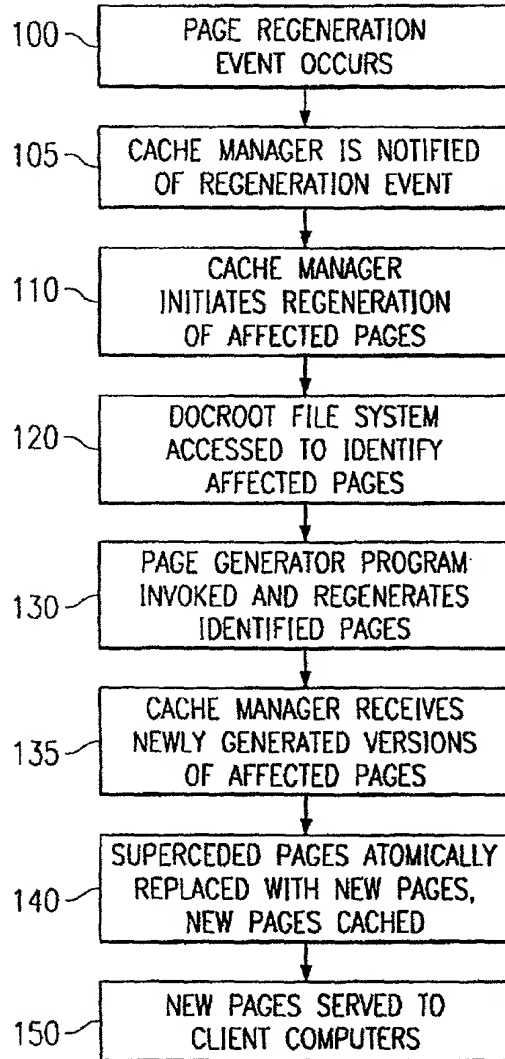 100
PAGE REGENERATION
EVENT OCCURS
105
CACHE MANAGER IS NOTIFIED
OF REGENERATION EVENT
110
CACHE MANAGER
INITIATES REGENERATION
OF AFFECTED PAGES
120
DOCROOT FILE SYSTEM
ACCESSED TO IDENTIFY
AFFECTED PAGES
130
PAGE GENERATOR PROGRAM
INVOKED AND REGENERATES
IDENTIFIED PAGES
135
CACHE MANAGER RECEIVES
NEWLY GENERATED VERSIONS
OF AFFECTED PAGES
140
SUPERCEDED PAGES ATOMICALLY
REPLACED WITH NEW PAGES,
NEW PAGES CACHED
150
NEW PAGES SERVED TO
CLIENT COMPUTERS